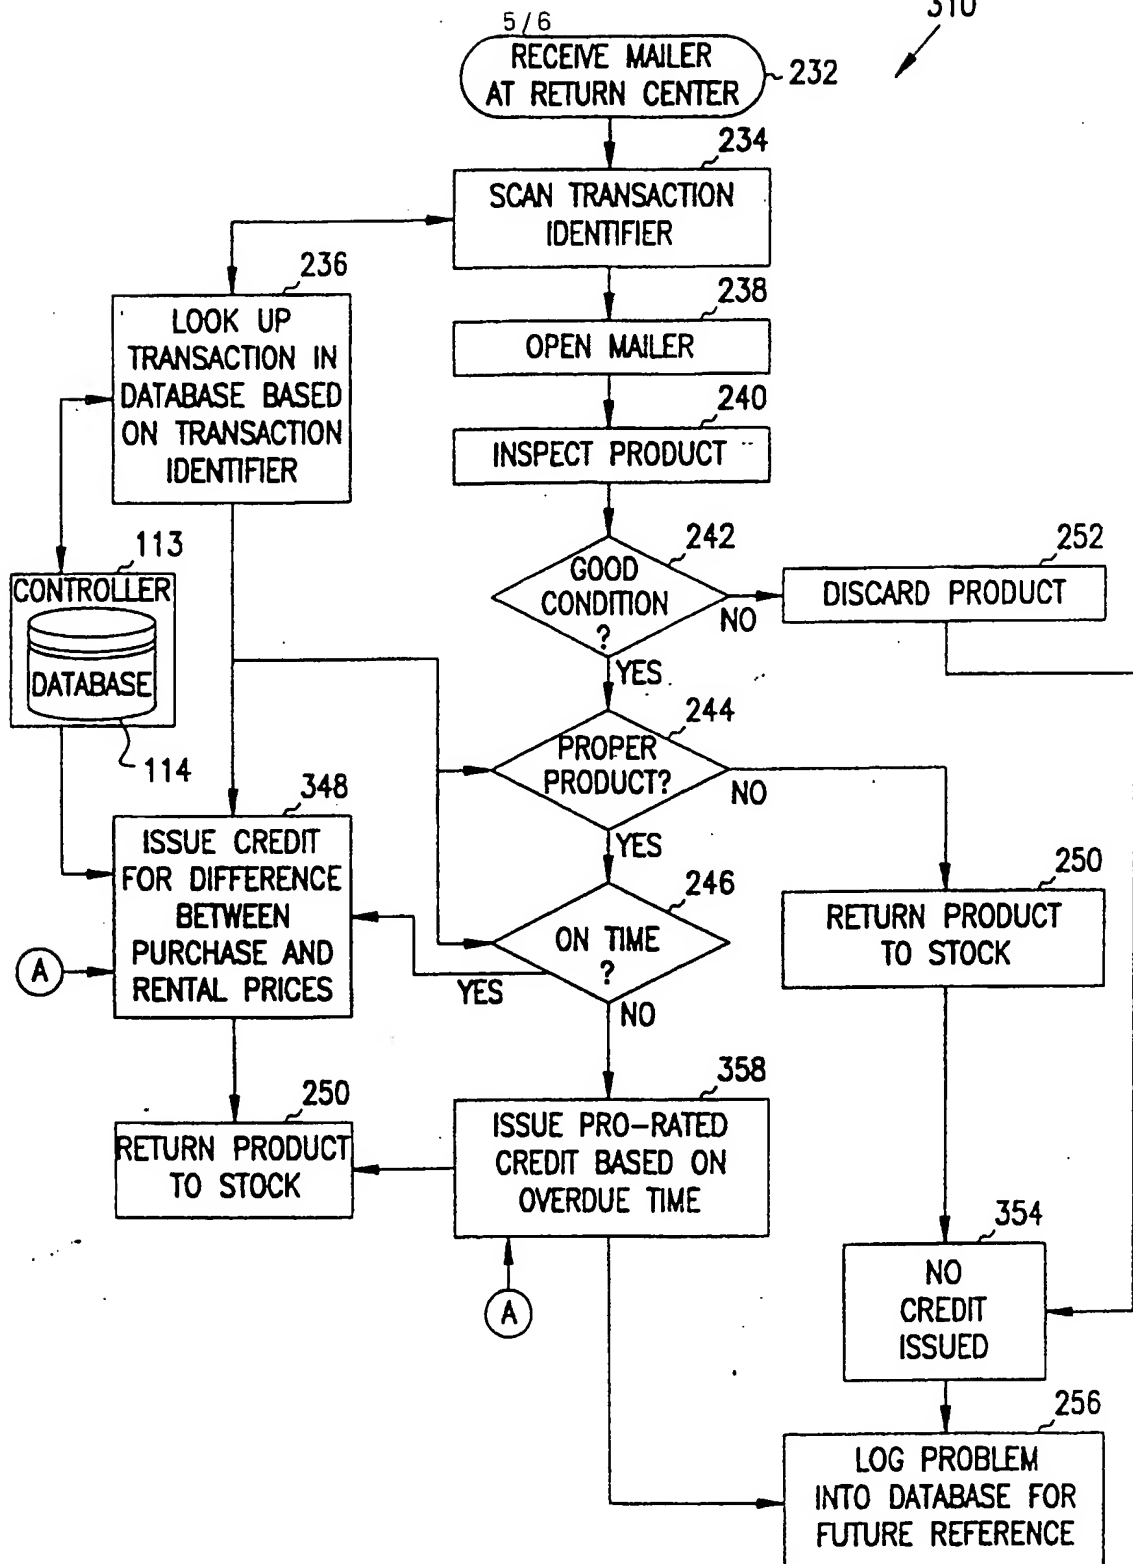 5/6
310
RECEIVE MAILER
AT RETURN CENTER
232
234
SCAN TRANSACTION
IDENTIFIER
236
LOOK UP
TRANSACTION IN
DATABASE BASED
ON TRANSACTION
IDENTIFIER
238
OPEN MAILER
240
INSPECT PRODUCT
242
GOOD
CONDITION
?
NO
YES
252
DISCARD PRODUCT
113
CONTROLLER
DATABASE
114
244
PROPER
PRODUCT?
NO
YES
348
ISSUE CREDIT
FOR DIFFERENCE
BETWEEN
PURCHASE AND
RENTAL PRICES
A
246
ON TIME
?
YES
NO
250
RETURN PRODUCT
TO STOCK
250
RETURN PRODUCT
TO STOCK
358
ISSUE PRO-RATED
CREDIT BASED ON
OVERDUE TIME
A
354
NO
CREDIT
ISSUED
256
LOG PROBLEM
INTO DATABASE FOR
FUTURE REFERENCE